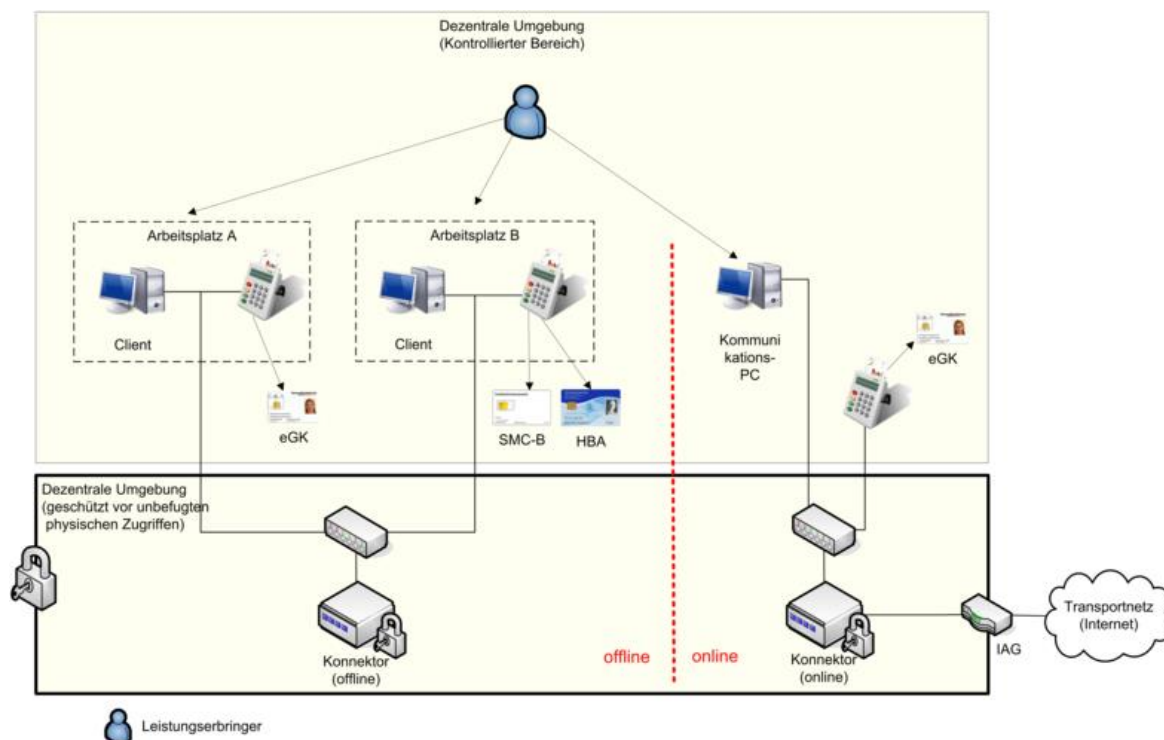 Dezentrale Umgebung
(Kontrollierter Bereich)
Arbeitsplatz A
Arbeitsplatz B
Client
Client
Kommuni
kations-
PC
eGK
eGK
SMC-B
HBA
Dezentrale Umgebung
(geschützt vor unbefugten
physischen Zugriffen)
Konnektor
(offline)
offline
online
Konnektor
(online)
IAG
Transportnetz
(Internet)
Leistungserbringer